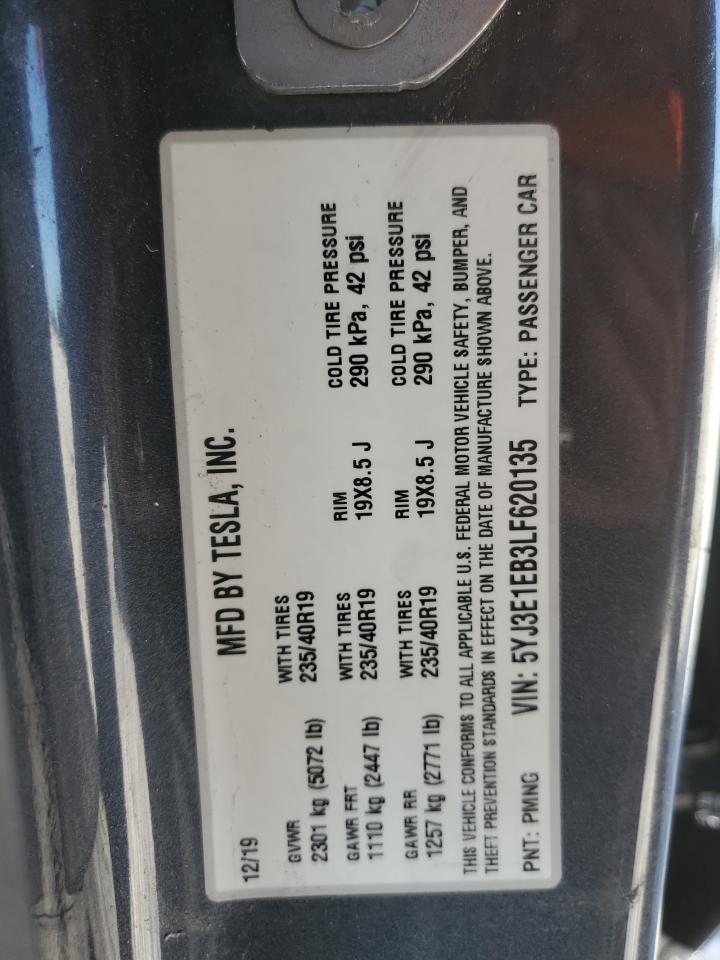 MFD BY TESLA, INC.
12/19
GVWR WITH TIRES
2301 kg (5072 lb) 235/40R19
GAWR FRT WITH TIRES RIM COLD TIRE PRESSURE
1110 kg (2447 lb) 235/40R19 19X8.5 J 290 kPa, 42 psi
GAWR RR WITH TIRES RIM COLD TIRE PRESSURE
1257 kg (2771 lb) 235/40R19 19X8.5 J 290 kPa, 42 psi
THIS VEHICLE CONFORMS TO ALL APPLICABLE U.S. FEDERAL MOTOR VEHICLE SAFETY, BUMPER, AND
THEFT PREVENTION STANDARDS IN EFFECT ON THE DATE OF MANUFACTURE SHOWN ABOVE.
PNT: PMNG VIN: 5YJ3E1EB3LF620135 TYPE: PASSENGER CAR